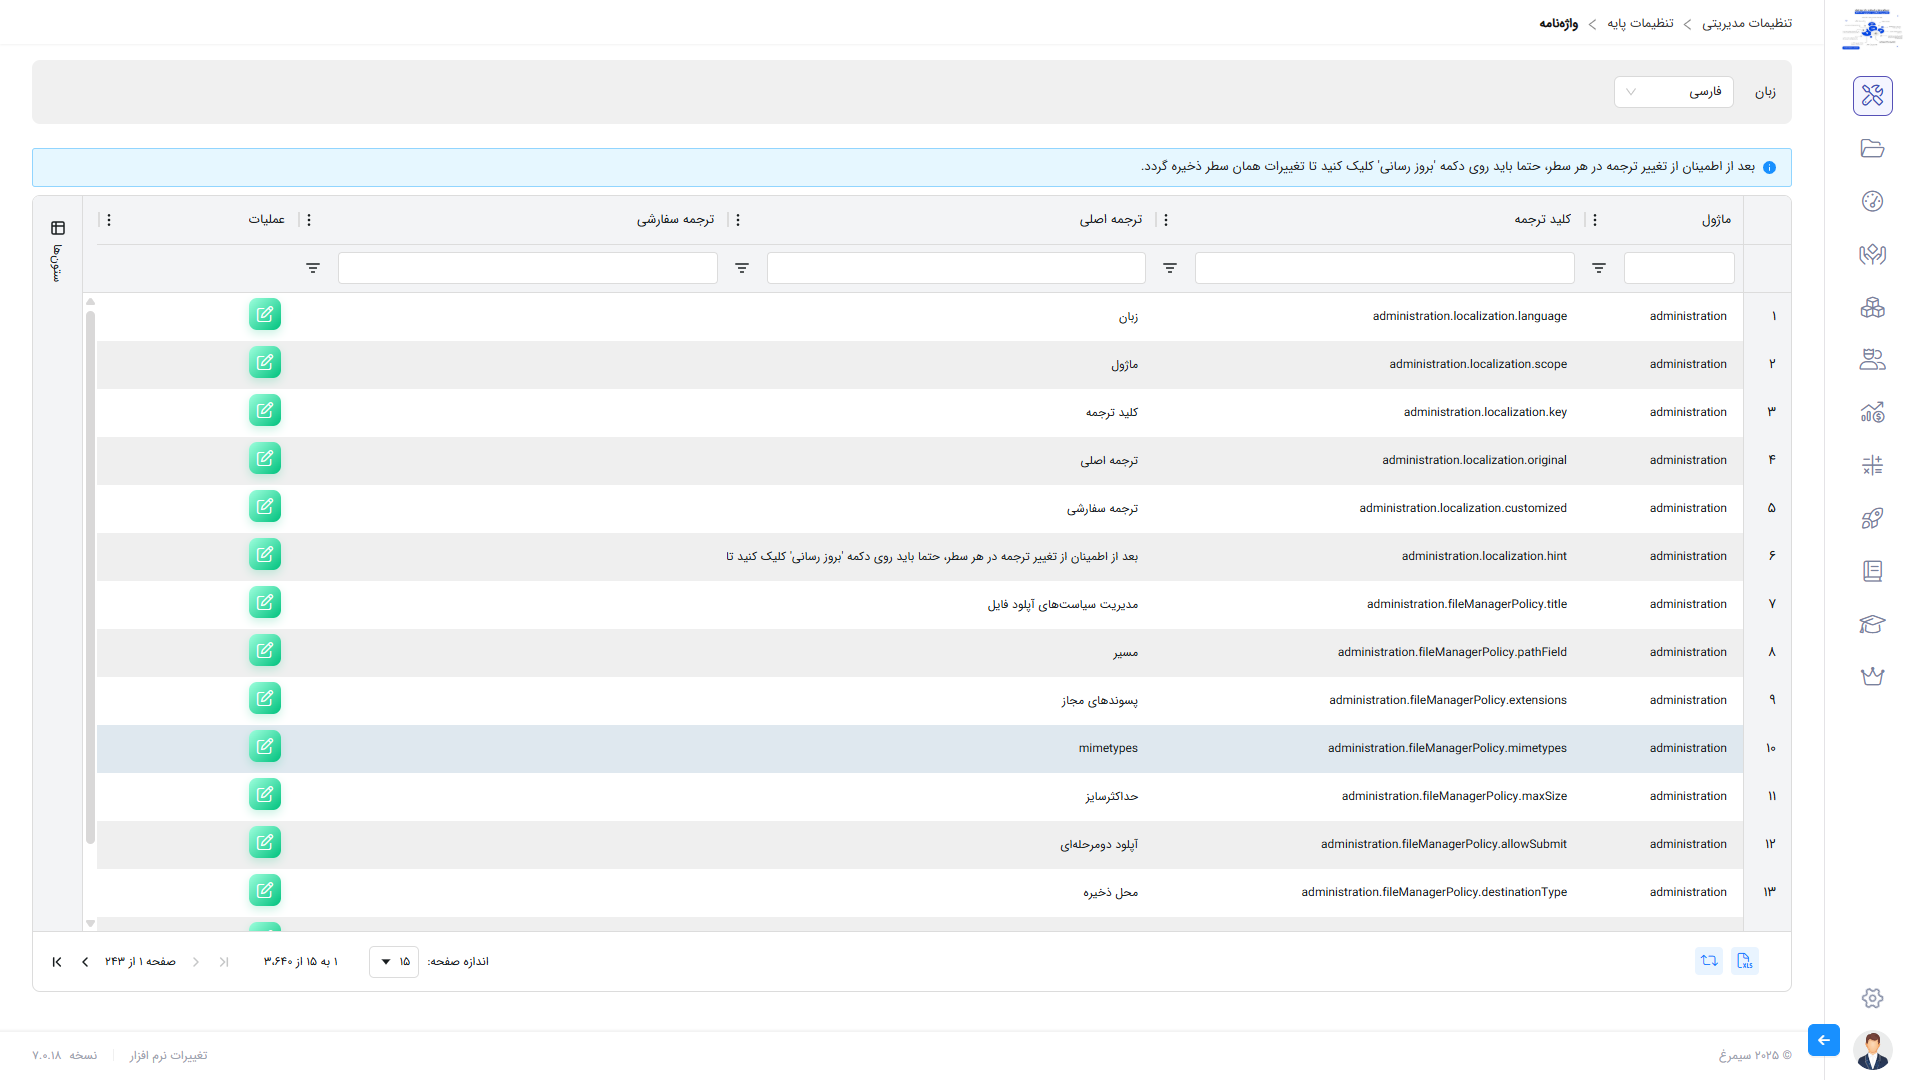 تنظیمات مدیریتی > تنظیمات پایه > واژه‌نامه
زبان
فارسی
بعد از اطمینان از تغییر ترجمه در هر سطر، حتما باید روی دکمه 'بروز رسانی' کلیک کنید تا تغییرات همان سطر ذخیره گردد.
ماژول کلید ترجمه ترجمه اصلی ترجمه سفارشی عملیات
ستون‌ها
۱ administration administration.localization.language زبان
۲ administration administration.localization.scope ماژول
۳ administration administration.localization.key کلید ترجمه
۴ administration administration.localization.original ترجمه اصلی
۵ administration administration.localization.customized ترجمه سفارشی
۶ administration administration.localization.hint بعد از اطمینان از تغییر ترجمه در هر سطر، حتما باید روی دکمه 'بروز رسانی' کلیک کنید تا
۷ administration administration.fileManagerPolicy.title مدیریت سیاست‌های آپلود فایل
۸ administration administration.fileManagerPolicy.pathField مسیر
۹ administration administration.fileManagerPolicy.extensions پسوندهای مجاز
۱۰ administration administration.fileManagerPolicy.mimetypes mimetypes
۱۱ administration administration.fileManagerPolicy.maxSize حداکثرسایز
۱۲ administration administration.fileManagerPolicy.allowSubmit آپلود دومرحله‌ای
۱۳ administration administration.fileManagerPolicy.destinationType محل ذخیره
XLS
اندازه صفحه: ۱۵
۱ به ۱۵ از ۳،۶۴۰
صفحه ۱ از ۲۴۳
© ۲۰۲۵ سیمرغ
تغییرات نرم افزار
نسخه ۷.۰.۱۸